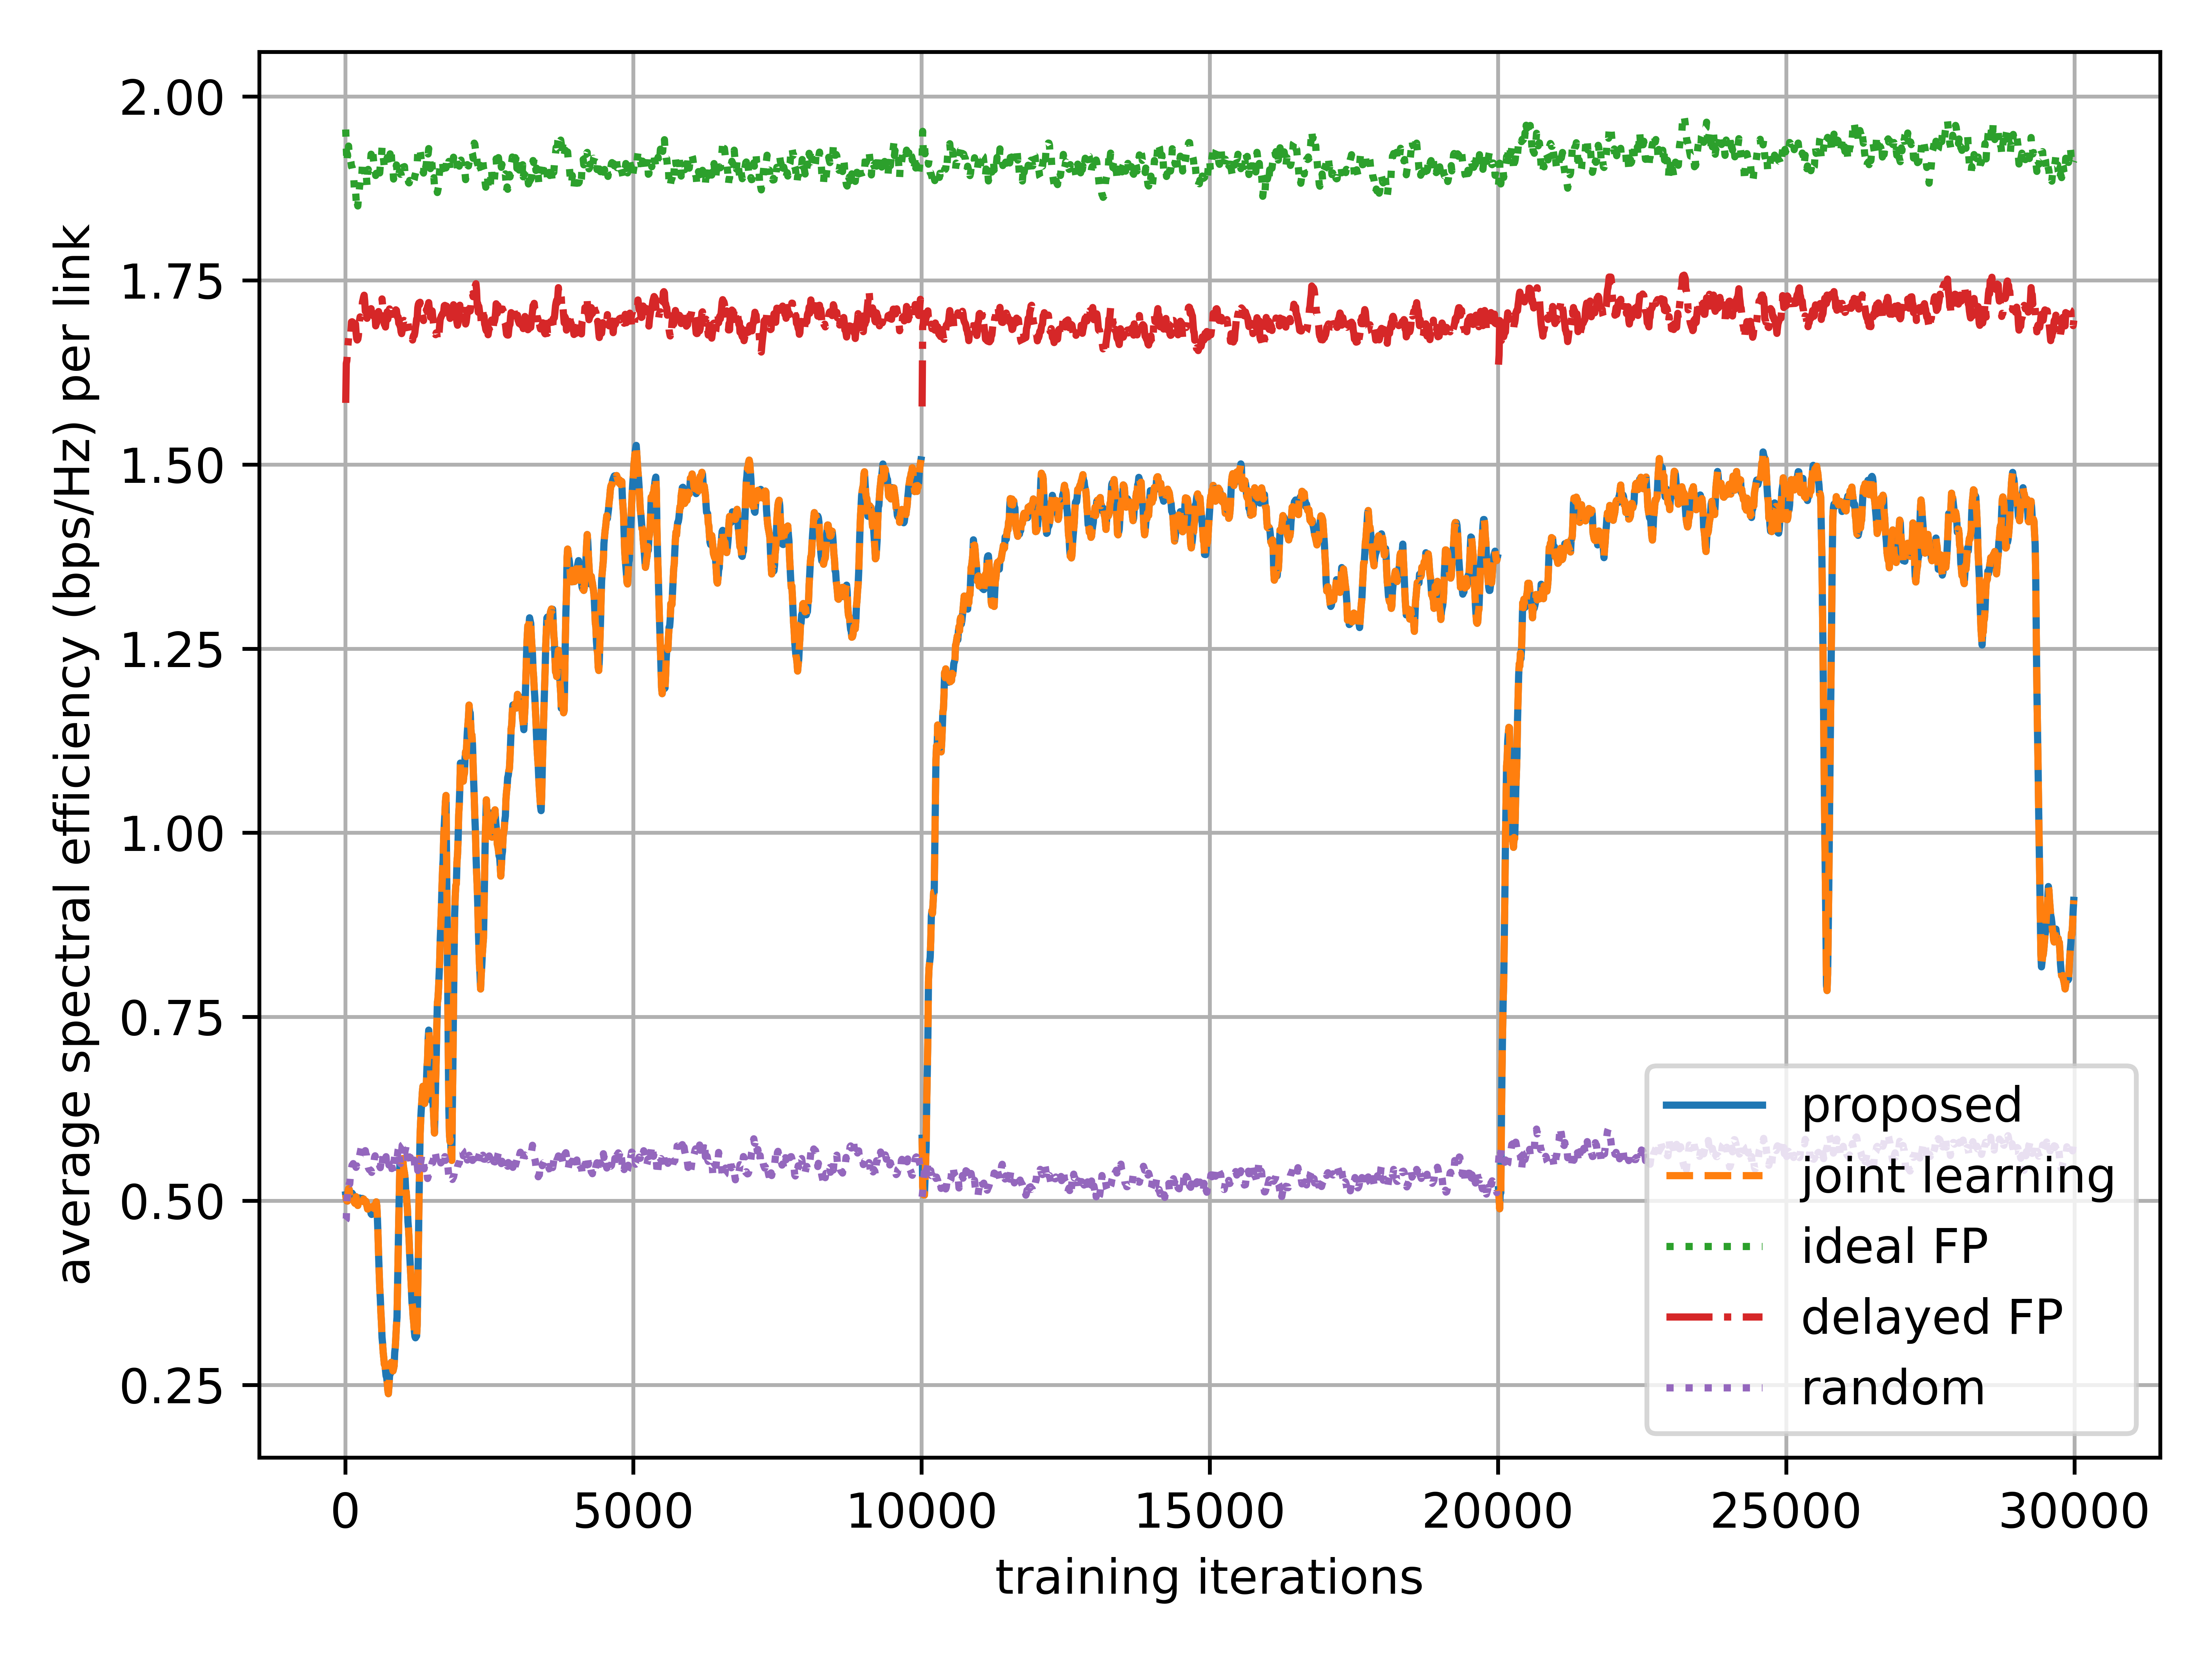 2.00
1.75
1.50
1.25
1.00
0.75
0.50
0.25
average spectral efficiency (bps/Hz) per link
0 5000 10000 15000 20000 25000 30000
training iterations
proposed
joint learning
ideal FP
delayed FP
random